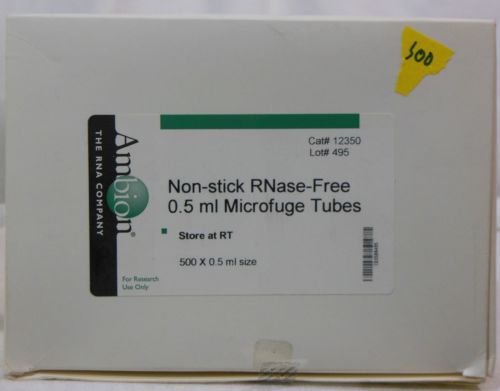 300
Cat# 12350
Lot# 495
Ambion®
THE RNA COMPANY
Non-stick RNase-Free
0.5 ml Microfuge Tubes
Store at RT
500 X 0.5 ml size
For Research
Use Only